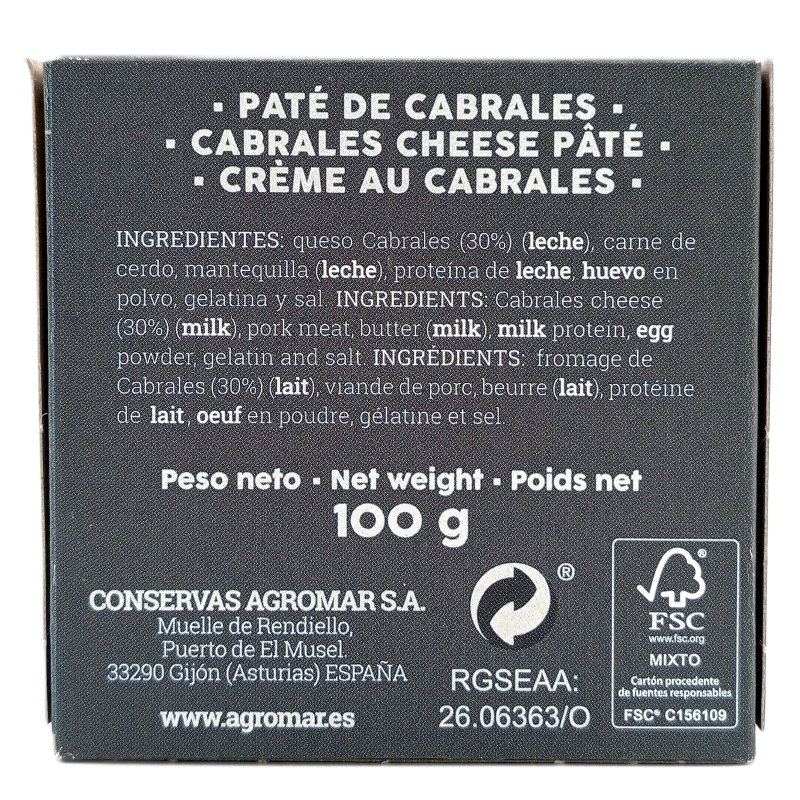 · PATÉ DE CABRALES ·
· CABRALES CHEESE PÂTÉ ·
· CRÈME AU CABRALES ·
INGREDIENTES: queso Cabrales (30%) (leche), carne de
cerdo, mantequilla (leche), proteína de leche, huevo en
polvo, gelatina y sal. INGREDIENTS: Cabrales cheese
(30%) (milk), pork meat, butter (milk), milk protein, egg
powder, gelatin and salt. INGRÉDIENTS: fromage de
Cabrales (30%) (lait), viande de porc, beurre (lait), protéine
de lait, oeuf en poudre, gélatine et sel.
Peso neto · Net weight · Poids net
100 g
CONSERVAS AGROMAR S.A.
Muelle de Rendiello,
Puerto de El Musel.
33290 Gijón (Asturias) ESPAÑA
www.agromar.es
®
RGSEAA:
26.06363/O
®
FSC
www.fsc.org
MIXTO
Cartón procedente
de fuentes responsables
FSC® C156109